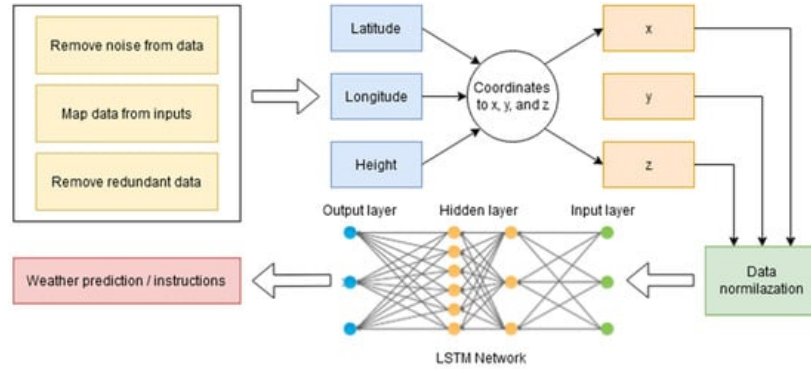 Remove noise from data
Map data from inputs
Remove redundant data
Latitude
Longitude
Height
Coordinates
to x, y, and z
x
y
z
Output layer
Hidden layer
Input layer
Weather prediction / instructions
Data
normilazation
LSTM Network